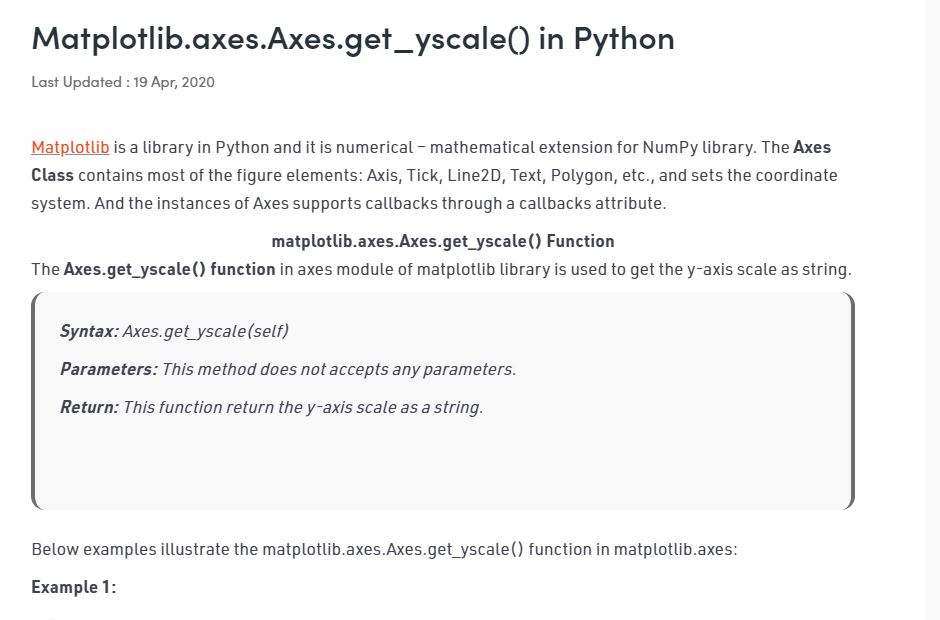 Matplotlib.axes.Axes.get_yscale() in Python
Last Updated : 19 Apr, 2020
Matplotlib is a library in Python and it is numerical – mathematical extension for NumPy library. The Axes
Class contains most of the figure elements: Axis, Tick, Line2D, Text, Polygon, etc., and sets the coordinate
system. And the instances of Axes supports callbacks through a callbacks attribute.
matplotlib.axes.Axes.get_yscale() Function
The Axes.get_yscale() function in axes module of matplotlib library is used to get the y-axis scale as string.
Syntax: Axes.get_yscale(self)
Parameters: This method does not accepts any parameters.
Return: This function return the y-axis scale as a string.
Below examples illustrate the matplotlib.axes.Axes.get_yscale() function in matplotlib.axes:
Example 1: